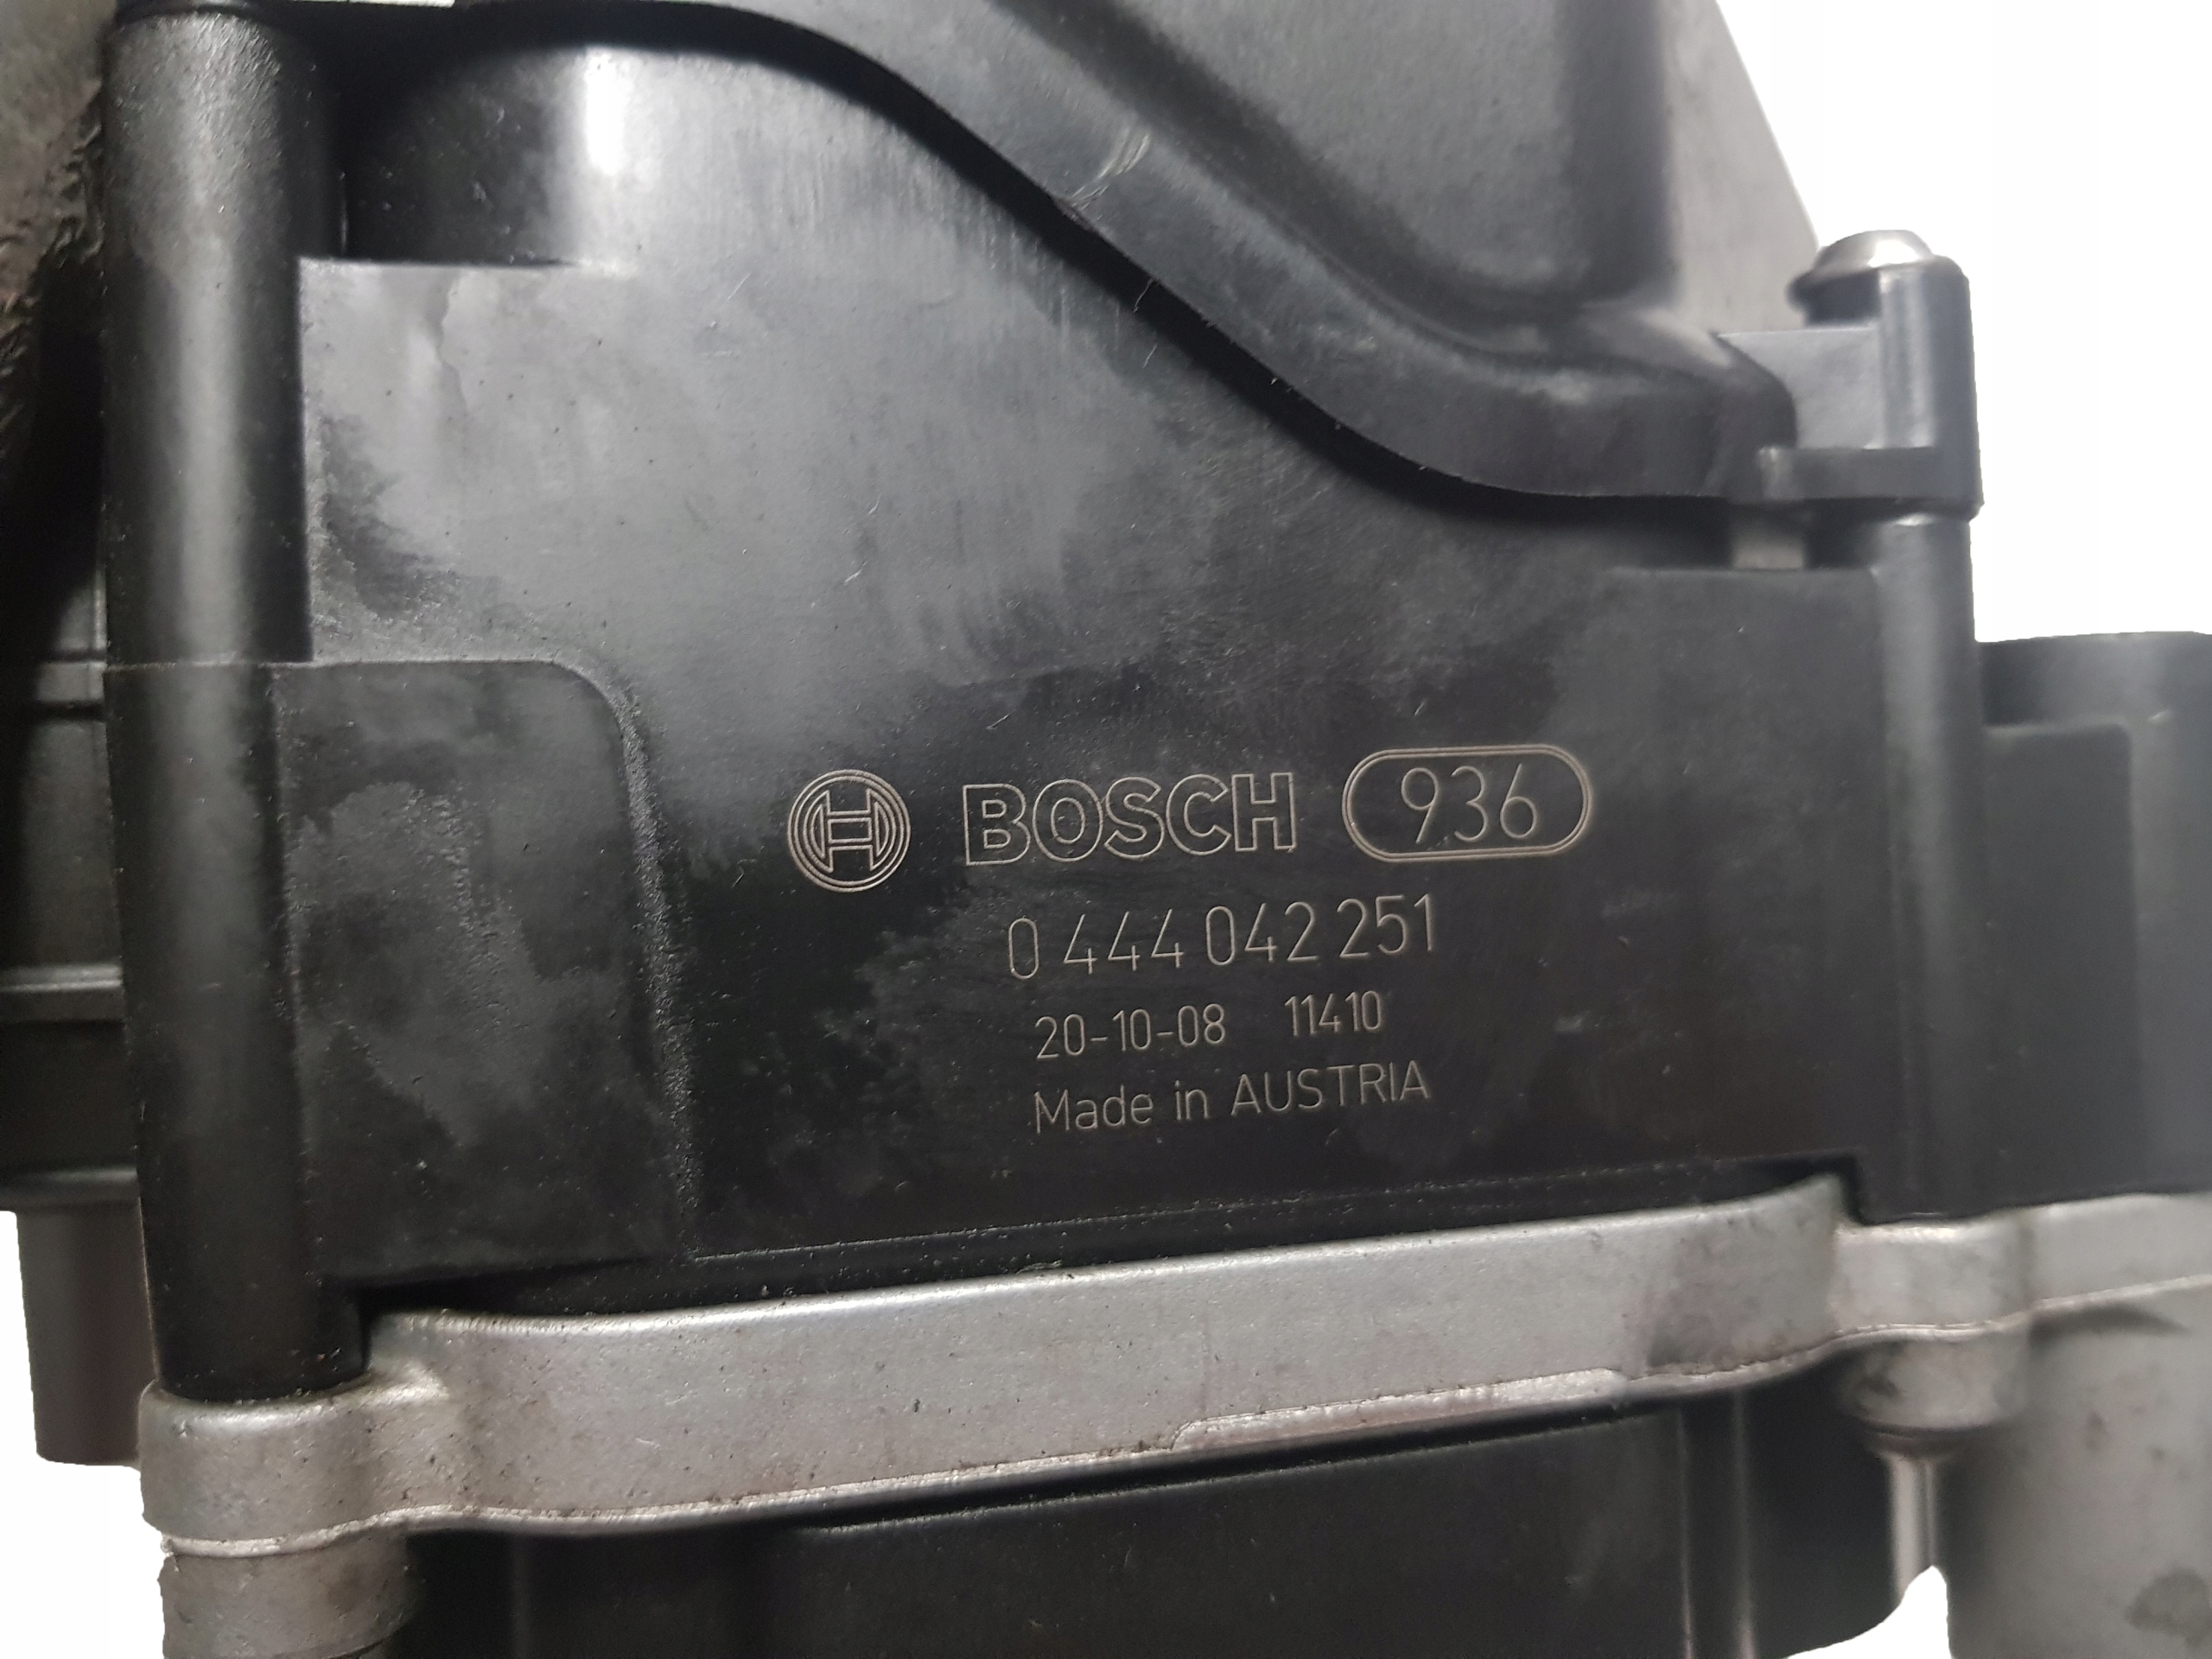 BOSCH 936
0 444 042 251
20-10-08 11410
Made in AUSTRIA